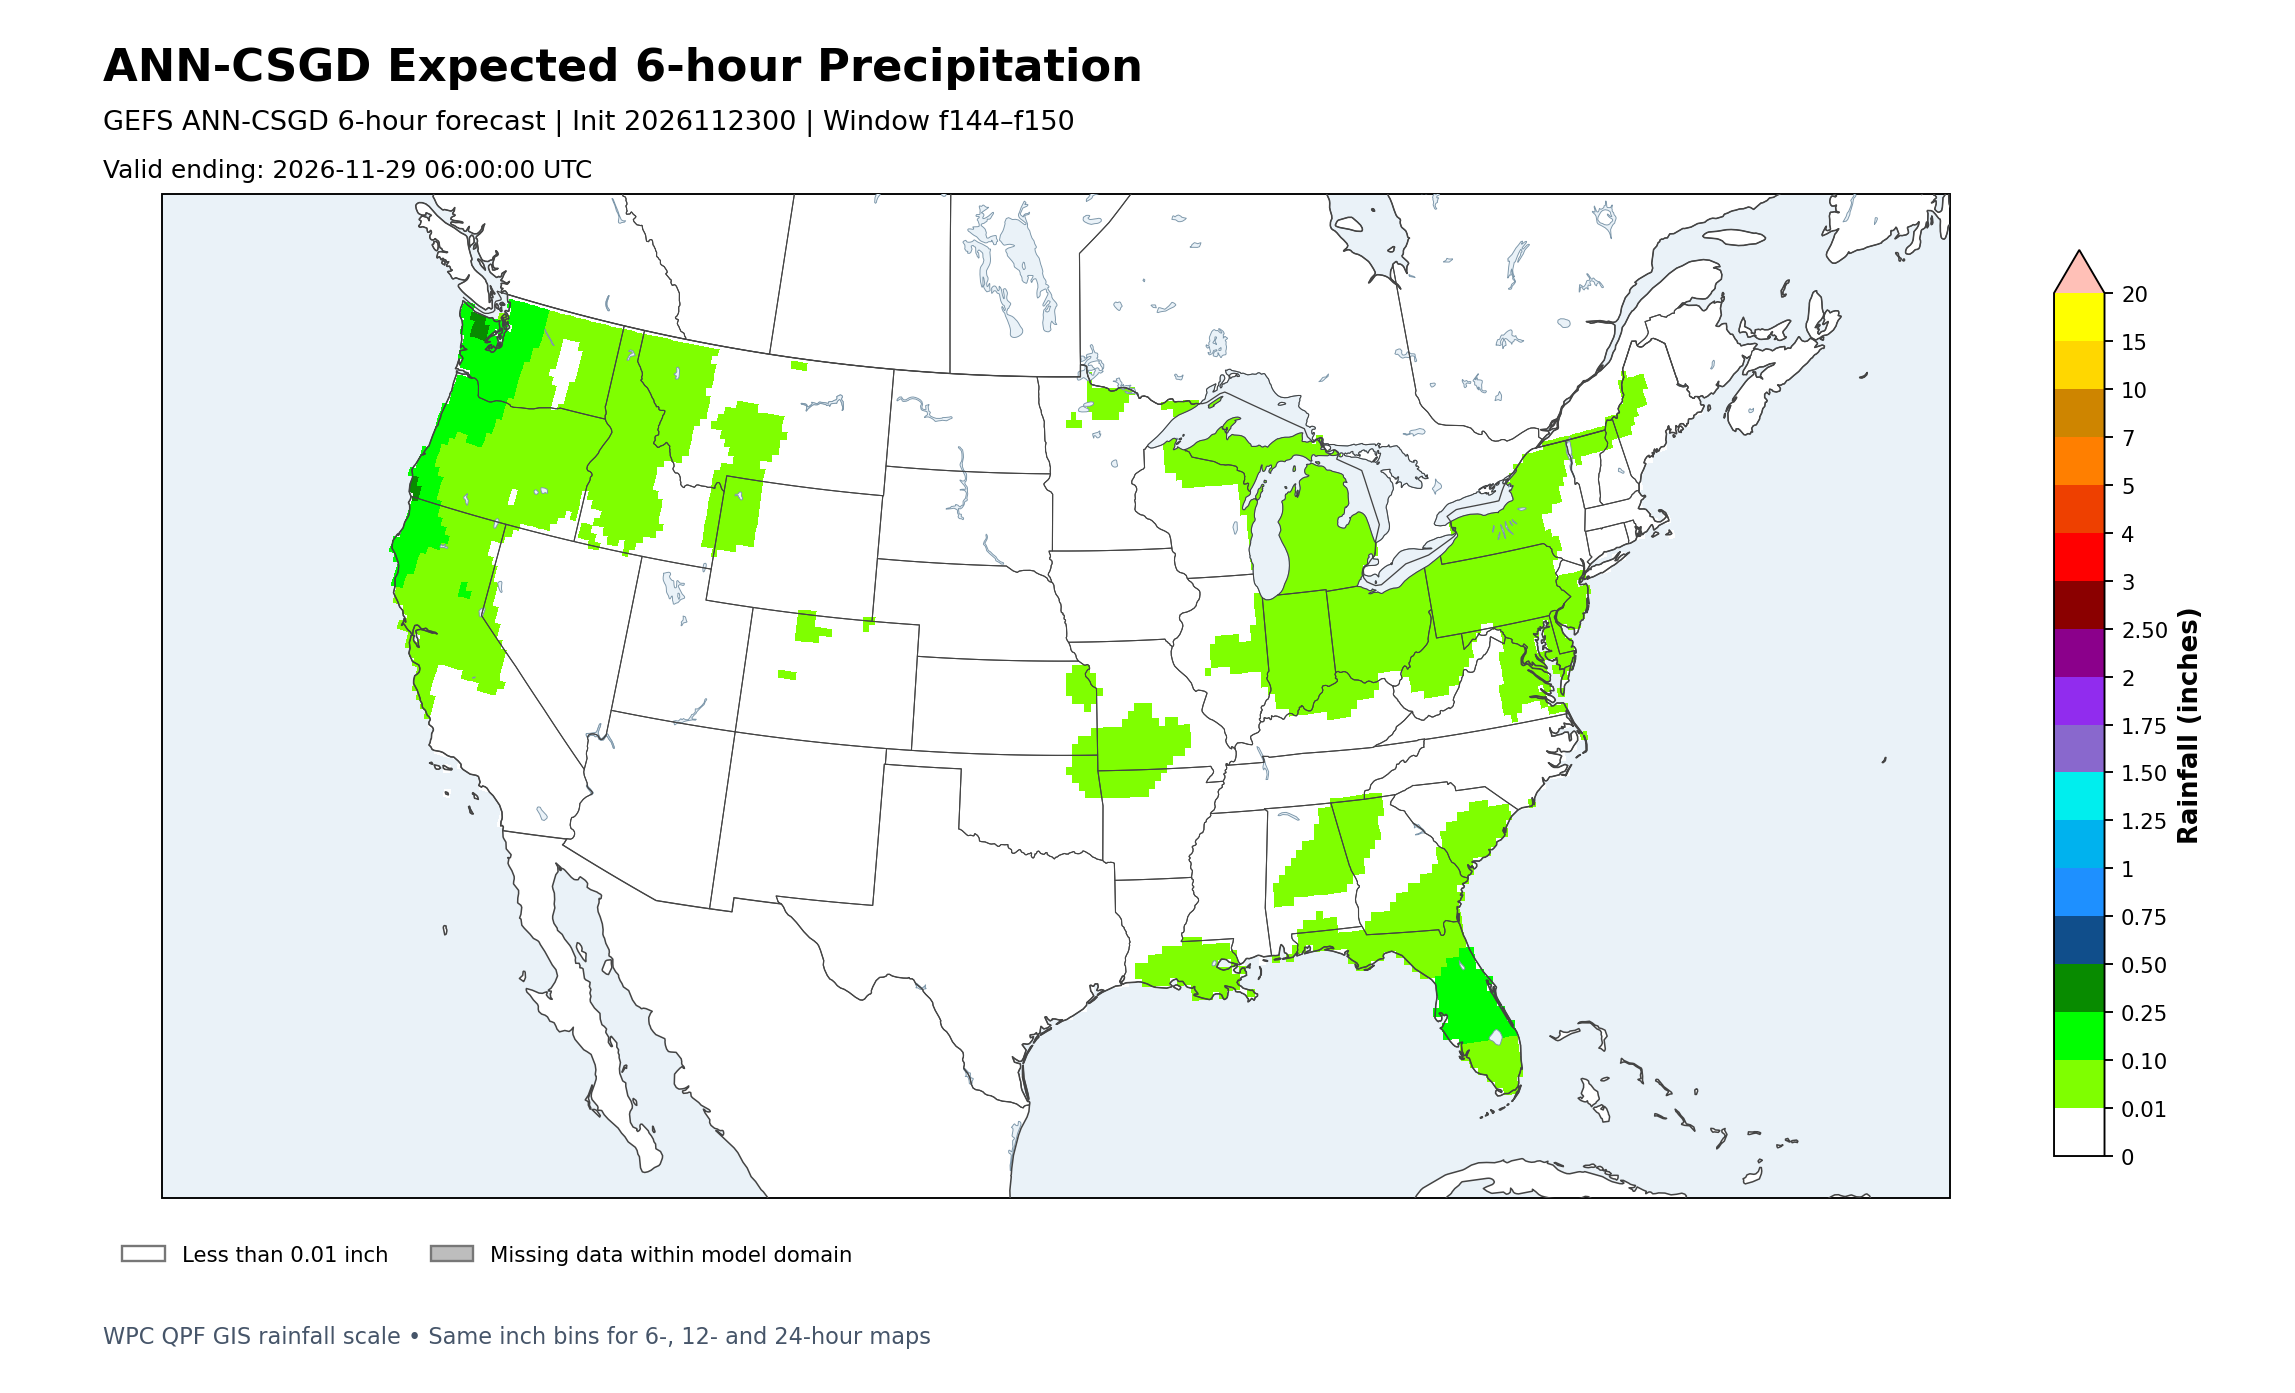 ANN-CSGD Expected 6-hour Precipitation
GEFS ANN-CSGD 6-hour forecast | Init 2026112300 | Window f144–f150
Valid ending: 2026-11-29 06:00:00 UTC
20
15
10
7
5
4
3
2.50
2
1.75
1.50
1.25
1
0.75
0.50
0.25
0.10
0.01
0
Rainfall (inches)
Less than 0.01 inch
Missing data within model domain
WPC QPF GIS rainfall scale • Same inch bins for 6-, 12- and 24-hour maps